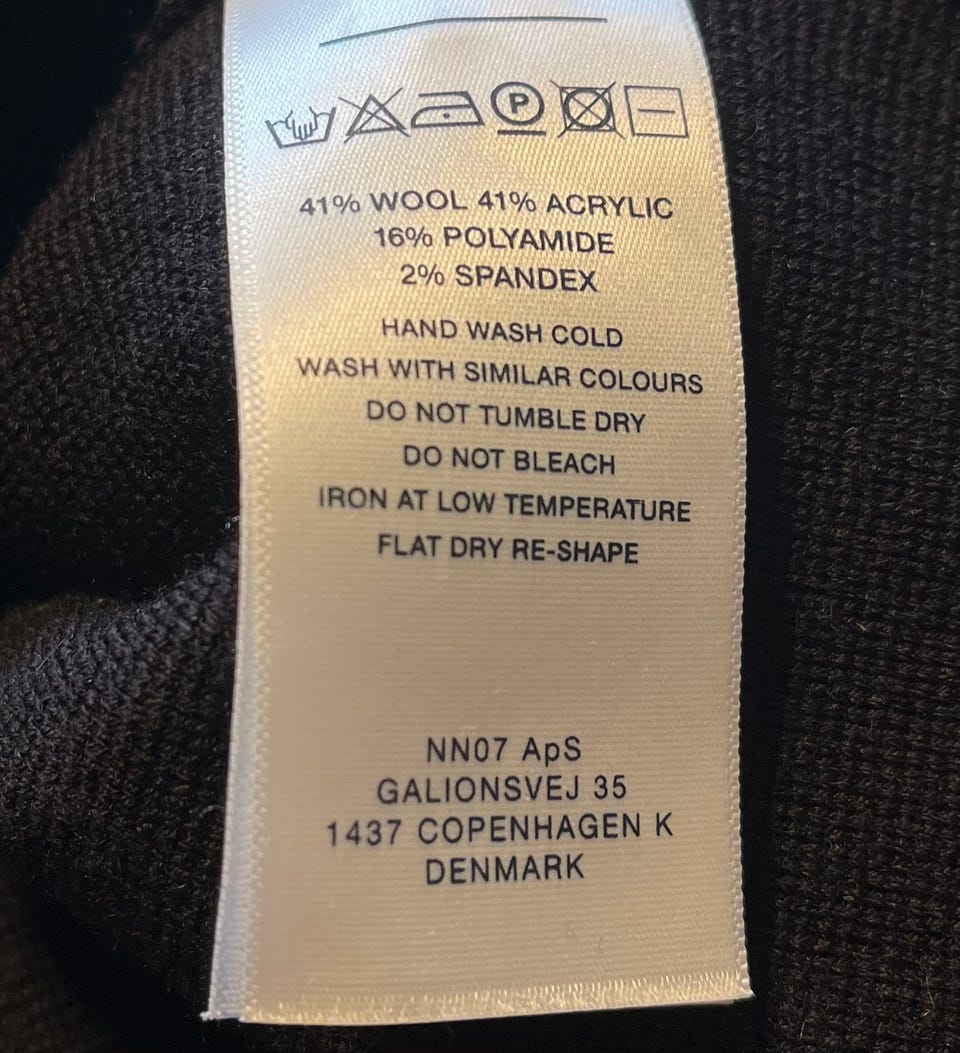 P
41% WOOL 41% ACRYLIC
16% POLYAMIDE
2% SPANDEX
HAND WASH COLD
WASH WITH SIMILAR COLOURS
DO NOT TUMBLE DRY
DO NOT BLEACH
IRON AT LOW TEMPERATURE
FLAT DRY RE-SHAPE
NN07 ApS
GALIONSVEJ 35
1437 COPENHAGEN K
DENMARK